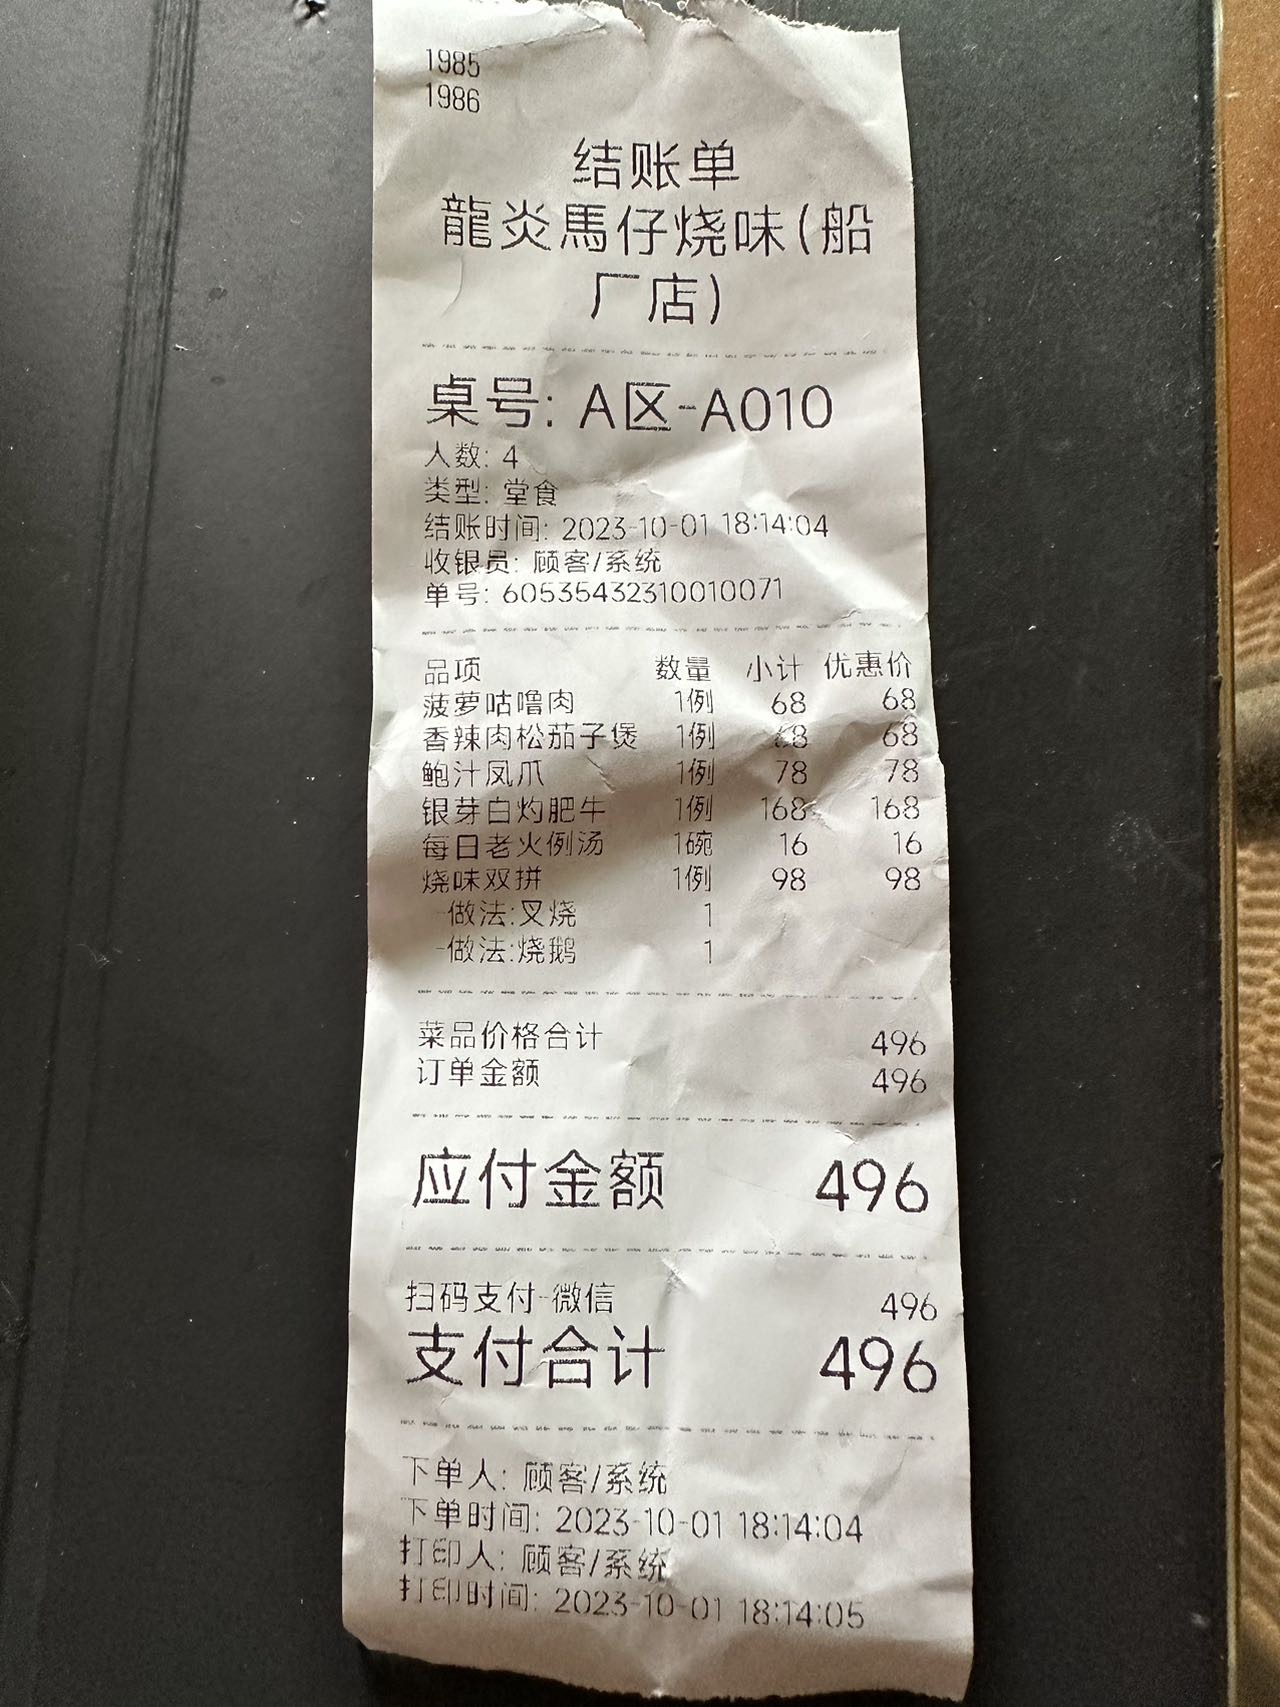 1985
1986
结账单
龍炎馬仔烧味(船
厂店)
桌号: A区-A010
人数: 4
类型: 堂食
结账时间: 2023-10-01 18:14:04
收银员: 顾客/系统
单号: 60535432310010071
品项 数量 小计 优惠价
菠萝咕噜肉 1例 68 68
香辣肉松茄子煲 1例 68 68
鲍汁凤爪 1例 78 78
银芽白灼肥牛 1例 168 168
每日老火例汤 1碗 16 16
烧味双拼 1例 98 98
-做法:叉烧 1
-做法:烧鹅 1
菜品价格合计 496
订单金额 496
应付金额 496
扫码支付-微信 496
支付合计 496
下单人: 顾客/系统
下单时间: 2023-10-01 18:14:04
打印人: 顾客/系统
打印时间: 2023-10-01 18:14:05